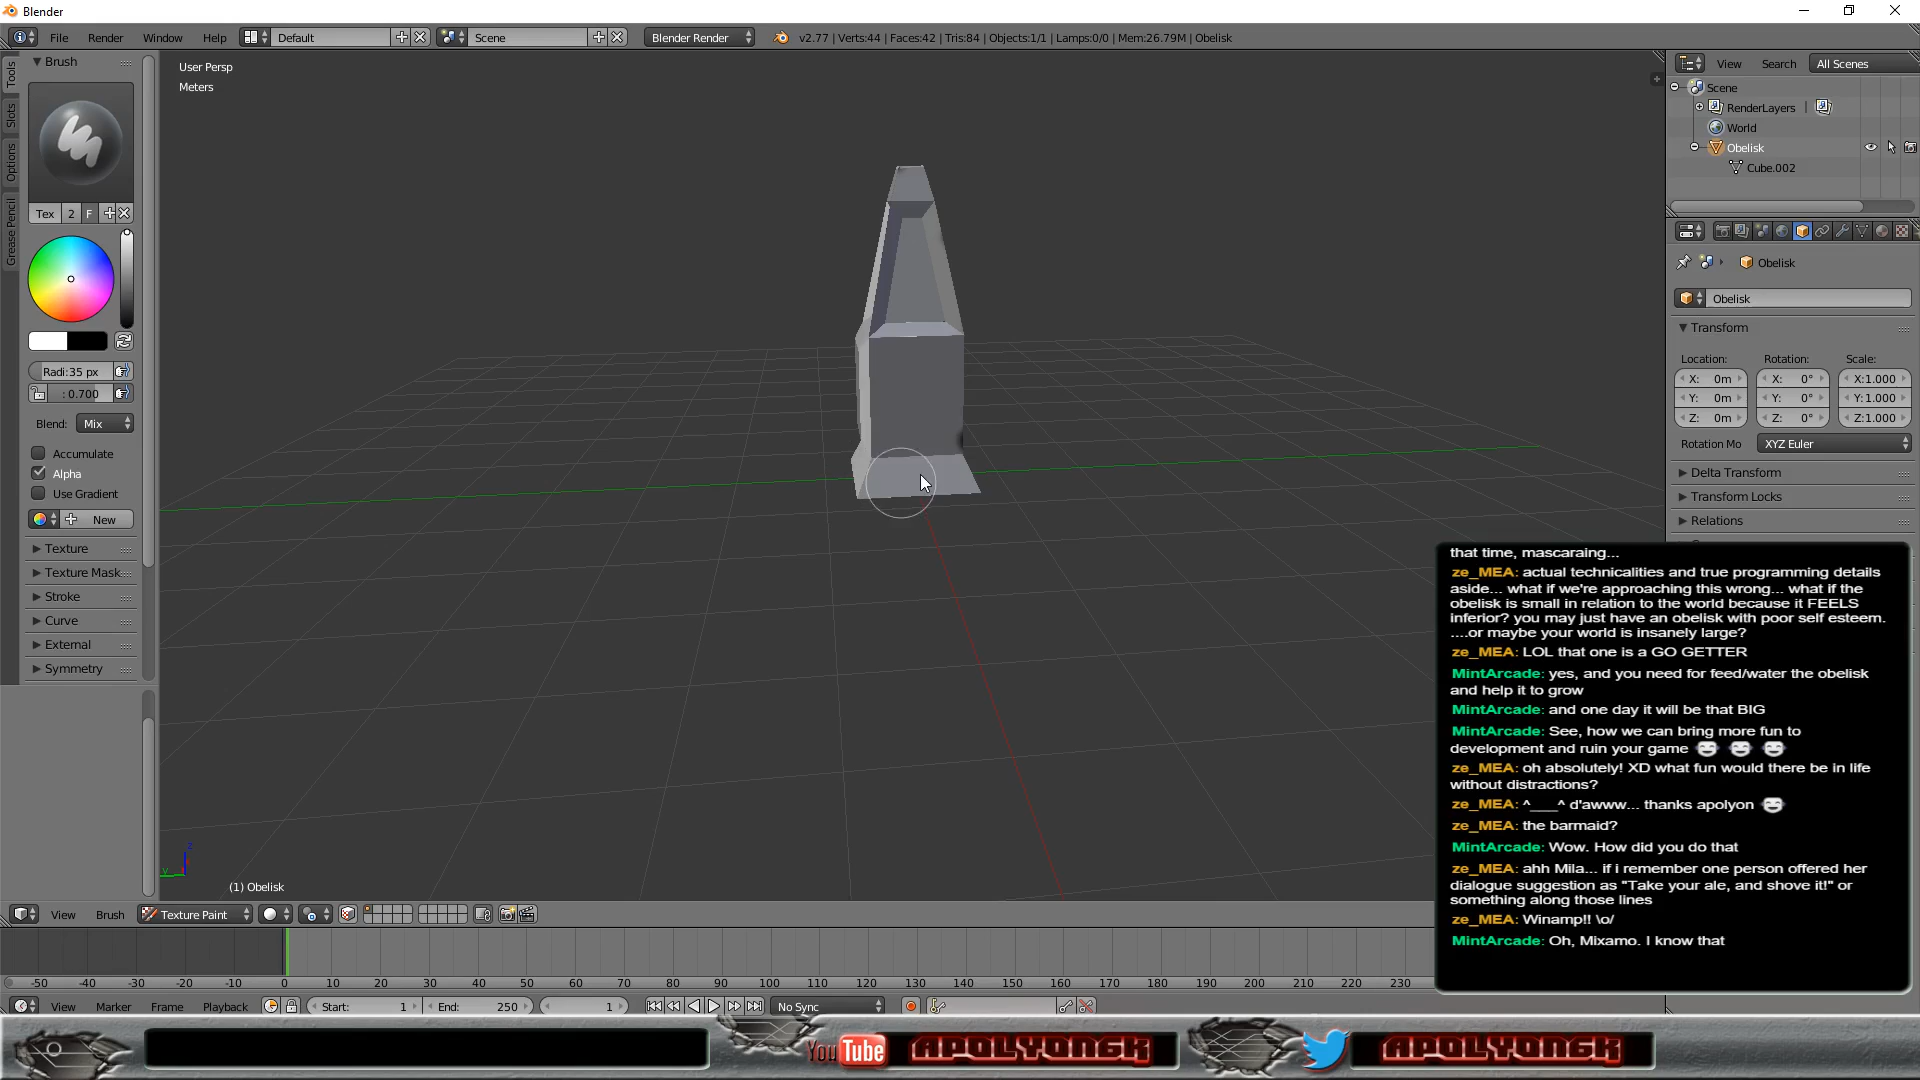 Blender
File Render Window Help Default Scene Blender Render v2.77 | Verts:44 | Faces:42 | Tris:84 | Objects:1/1 | Lamps:0/0 | Mem:26.79M | Obelisk
Tools
Slots
Options
Grease Pencil
Brush
Tex 2 F
Radi:35 px
: 0.700
Blend: Mix
Accumulate
Alpha
Use Gradient
New
Texture
Texture Mask
Stroke
Curve
External
Symmetry
User Persp
Meters
z
y
(1) Obelisk
View Search All Scenes
Scene
RenderLayers |
World
Obelisk
Cube.002
Obelisk
Obelisk
Transform
Location: Rotation: Scale:
X: 0m X: 0° X:1.000
Y: 0m Y: 0° Y:1.000
Z: 0m Z: 0° Z:1.000
Rotation Mo XYZ Euler
Delta Transform
Transform Locks
Relations
that time, mascaraing...
ze_MEA: actual technicalities and true programming details
aside... what if we're approaching this wrong... what if the
obelisk is small in relation to the world because it FEELS
inferior? you may just have an obelisk with poor self esteem.
....or maybe your world is insanely large?
ze_MEA: LOL that one is a GO GETTER
MintArcade: yes, and you need for feed/water the obelisk
and help it to grow
MintArcade: and one day it will be that BIG
MintArcade: See, how we can bring more fun to
development and ruin your game
ze_MEA: oh absolutely! XD what fun would there be in life
without distractions?
ze_MEA: ^___^ d'awww... thanks apolyon
ze_MEA: the barmaid?
MintArcade: Wow. How did you do that
ze_MEA: ahh Mila... if i remember one person offered her
dialogue suggestion as "Take your ale, and shove it!" or
something along those lines
ze_MEA: Winamp!! \o/
MintArcade: Oh, Mixamo. I know that
View Brush Texture Paint
-50 -40 -30 -20 -10 0 10 20 30 40 50 60 70 80 90 100 110 120 130 140 150 160 170 180 190 200 210 220 230
View Marker Frame Playback Start: 1 End: 250 1 No Sync
YouTube APOLYON6K APOLYON6K